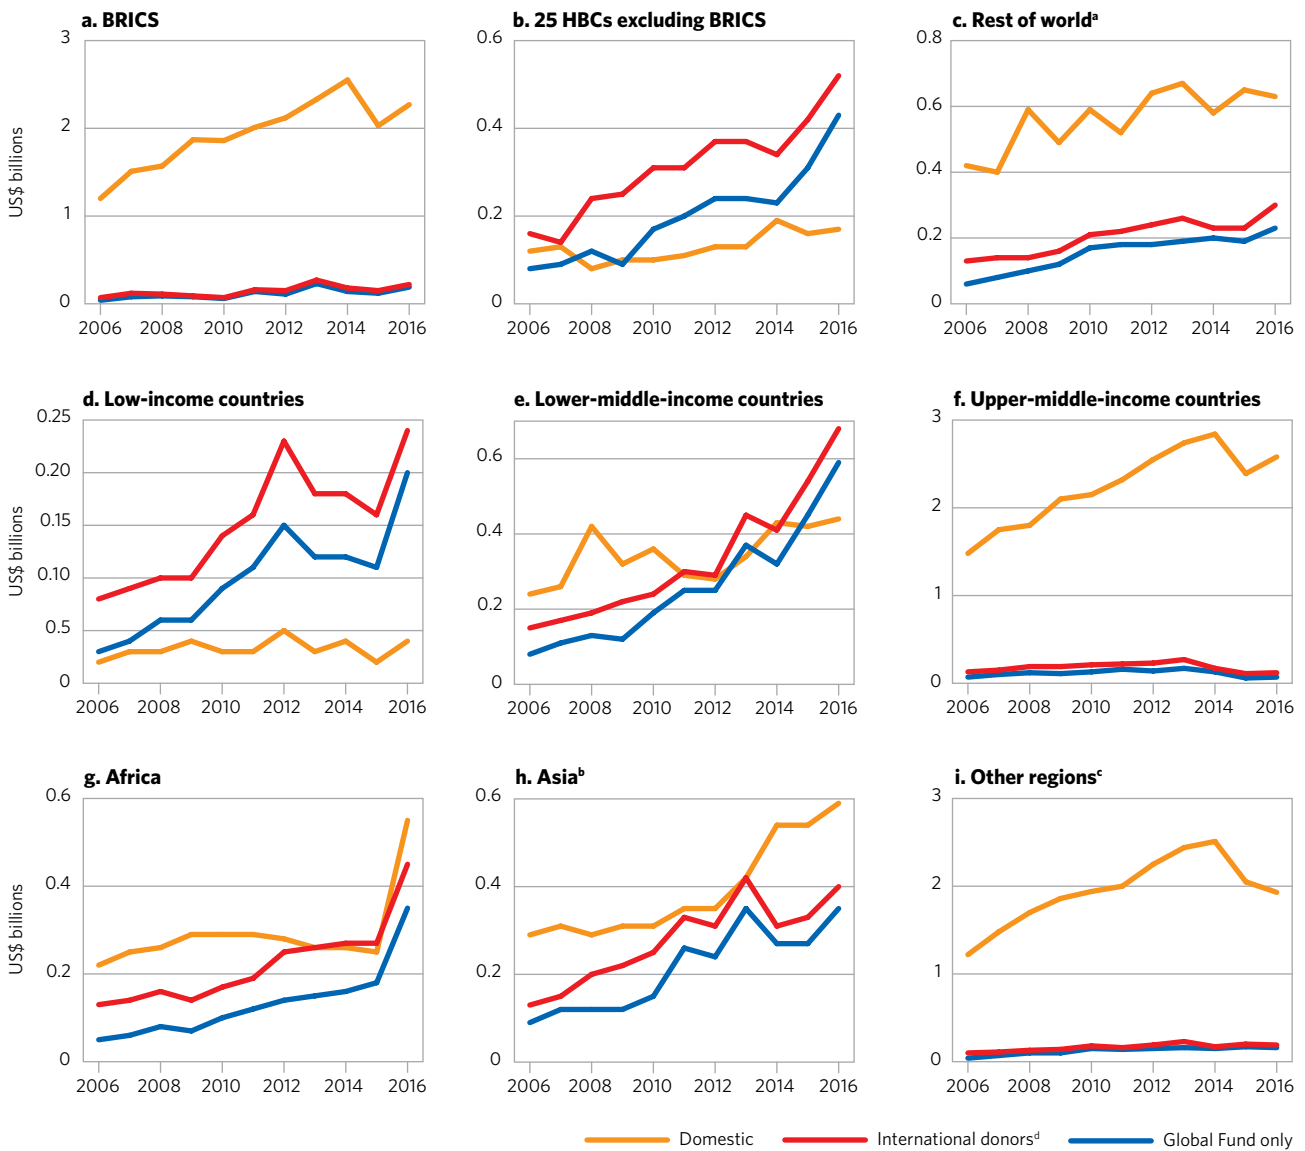 a. BRICS
b. 25 HBCs excluding BRICS
c. Rest of worldᵃ
US$ billions
3
2
1
0
2006 2008 2010 2012 2014 2016
0.6
0.4
0.2
0
2006 2008 2010 2012 2014 2016
0.8
0.6
0.4
0.2
0
2006 2008 2010 2012 2014 2016
d. Low-income countries
e. Lower-middle-income countries
f. Upper-middle-income countries
US$ billions
0.25
0.20
0.15
0.10
0.5
0
2006 2008 2010 2012 2014 2016
0.6
0.4
0.2
0
2006 2008 2010 2012 2014 2016
3
2
1
0
2006 2008 2010 2012 2014 2016
g. Africa
h. Asiaᵇ
i. Other regionsᶜ
US$ billions
0.6
0.4
0.2
0
2006 2008 2010 2012 2014 2016
0.6
0.4
0.2
0
2006 2008 2010 2012 2014 2016
3
2
1
0
2006 2008 2010 2012 2014 2016
Domestic International donorsᵈ Global Fund only